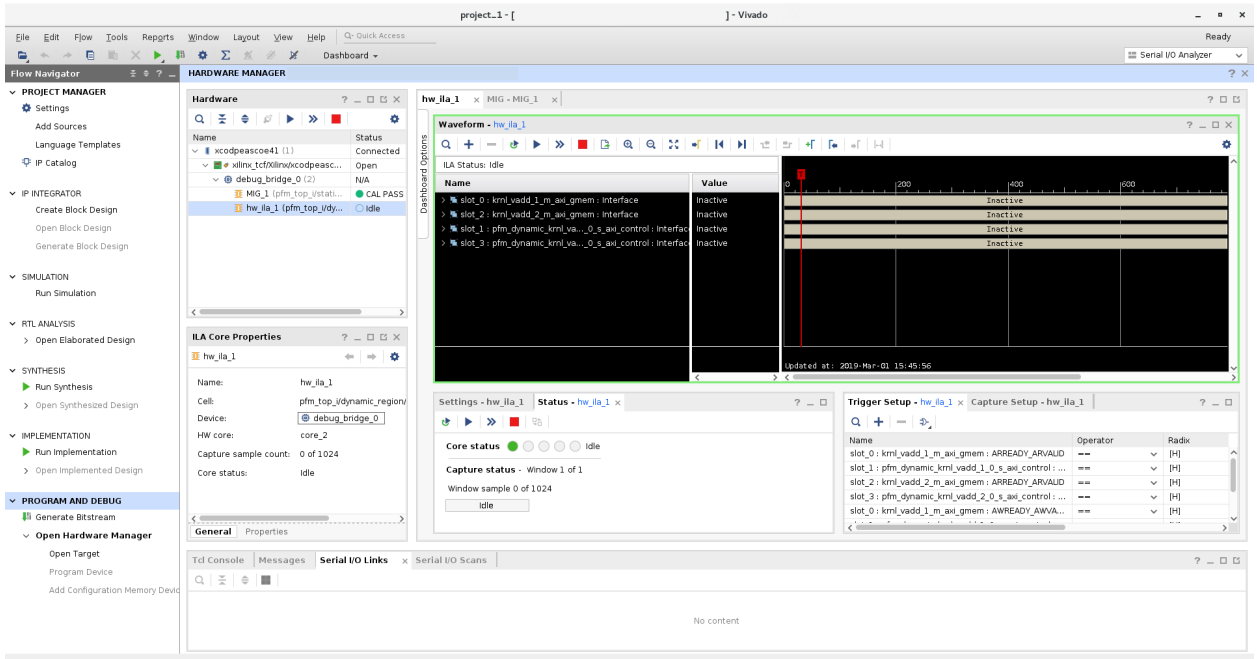 project_1 - [ ] - Vivado
File Edit Flow Tools Reports Window Layout View Help Quick Access
Ready
Dashboard
Serial I/O Analyzer
Flow Navigator
HARDWARE MANAGER
PROJECT MANAGER
Settings
Add Sources
Language Templates
IP Catalog
IP INTEGRATOR
Create Block Design
Open Block Design
Generate Block Design
SIMULATION
Run Simulation
RTL ANALYSIS
Open Elaborated Design
SYNTHESIS
Run Synthesis
Open Synthesized Design
IMPLEMENTATION
Run Implementation
Open Implemented Design
PROGRAM AND DEBUG
Generate Bitstream
Open Hardware Manager
Open Target
Program Device
Add Configuration Memory Devic
Hardware
Name Status
xcodpeascoe41 (1) Connected
xilinx_tcf/Xilinx/xcodpeasc... Open
debug_bridge_0 (2) N/A
MIG_1 (pfm_top_i/stati... CAL PASS
hw_ila_1 (pfm_top_i/dy... Idle
ILA Core Properties
hw_ila_1
Name: hw_ila_1
Cell: pfm_top_i/dynamic_region/
Device: debug_bridge_0
HW core: core_2
Capture sample count: 0 of 1024
Core status: Idle
General Properties
hw_ila_1 MIG - MIG_1
Dashboard Options
Waveform - hw_ila_1
ILA Status: Idle
Name Value
0 200 400 600
slot_0 : krnl_vadd_1_m_axi_gmem : Interface Inactive Inactive
slot_2 : krnl_vadd_2_m_axi_gmem : Interface Inactive Inactive
slot_1 : pfm_dynamic_krnl_va..._0_s_axi_control : Interfac Inactive Inactive
slot_3 : pfm_dynamic_krnl_va..._0_s_axi_control : Interfac Inactive Inactive
Updated at: 2019-Mar-01 15:45:56
Settings - hw_ila_1 Status - hw_ila_1
Core status Idle
Capture status - Window 1 of 1
Window sample 0 of 1024
Idle
Trigger Setup - hw_ila_1 Capture Setup - hw_ila_1
Name Operator Radix
slot_0 : krnl_vadd_1_m_axi_gmem : ARREADY_ARVALID == [H]
slot_1 : pfm_dynamic_krnl_vadd_1_0_s_axi_control : ... == [H]
slot_2 : krnl_vadd_2_m_axi_gmem : ARREADY_ARVALID == [H]
slot_3 : pfm_dynamic_krnl_vadd_2_0_s_axi_control : ... == [H]
slot_0 : krnl_vadd_1_m_axi_gmem : AWREADY_AWVA... == [H]
Tcl Console Messages Serial I/O Links Serial I/O Scans
No content